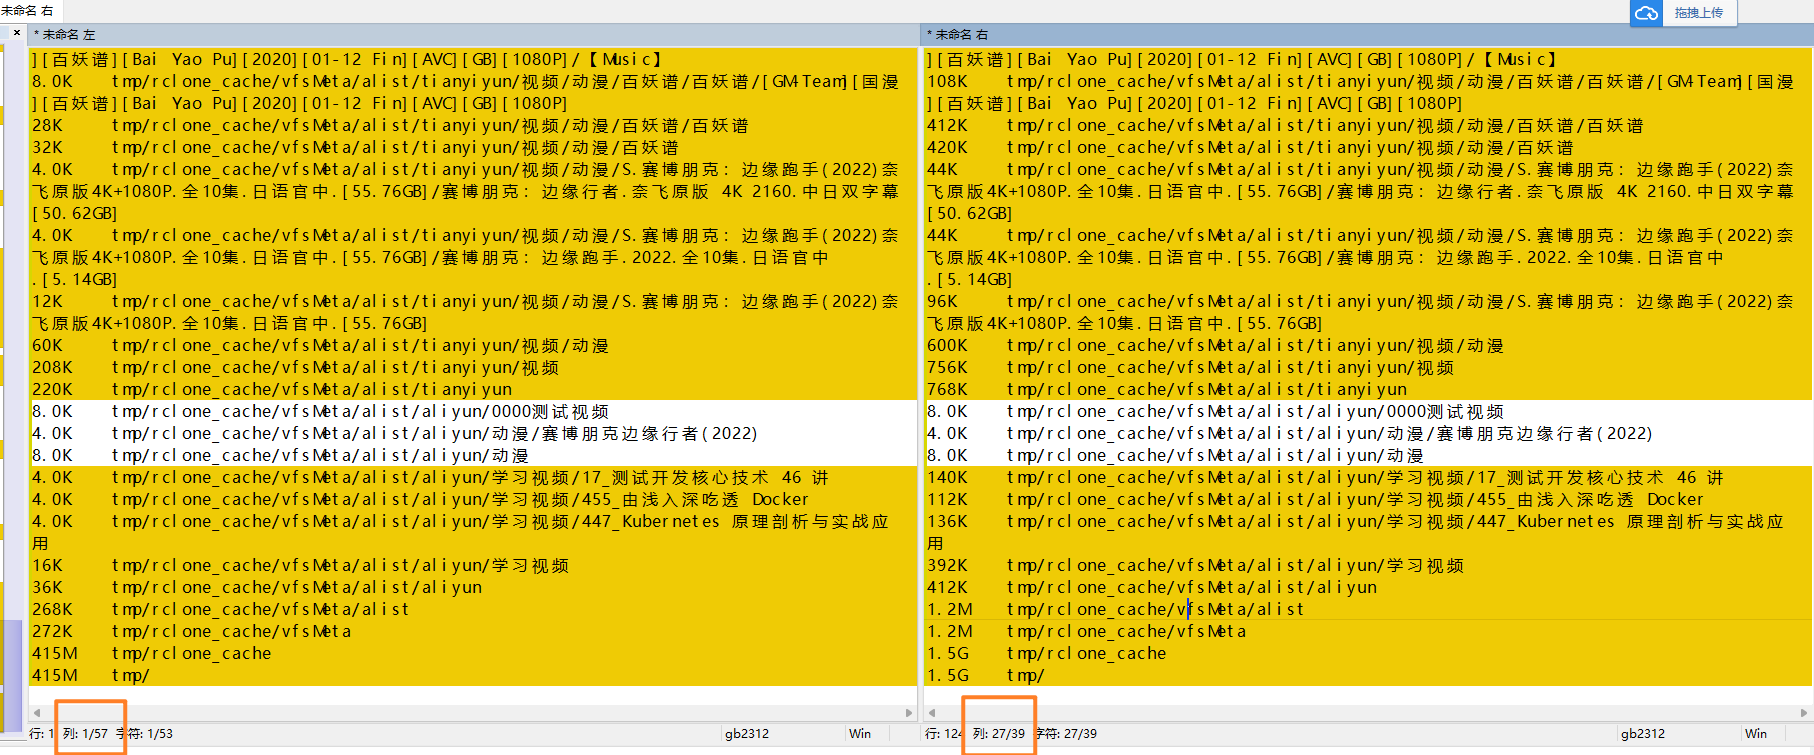 未命名 右
拖拽上传
* 未命名 左
][百妖谱][Bai Yao Pu][2020][01-12 Fin][AVC][GB][1080P]/【Music】
8.0K tmp/rclone_cache/vfsMeta/alist/tianyiyun/视频/动漫/百妖谱/百妖谱/[GM-Team][国漫
][百妖谱][Bai Yao Pu][2020][01-12 Fin][AVC][GB][1080P]
28K tmp/rclone_cache/vfsMeta/alist/tianyiyun/视频/动漫/百妖谱/百妖谱
32K tmp/rclone_cache/vfsMeta/alist/tianyiyun/视频/动漫/百妖谱
4.0K tmp/rclone_cache/vfsMeta/alist/tianyiyun/视频/动漫/S.赛博朋克：边缘跑手(2022)奈
飞原版4K+1080P.全10集.日语官中.[55.76GB]/赛博朋克：边缘行者.奈飞原版 4K 2160.中日双字幕
[50.62GB]
4.0K tmp/rclone_cache/vfsMeta/alist/tianyiyun/视频/动漫/S.赛博朋克：边缘跑手(2022)奈
飞原版4K+1080P.全10集.日语官中.[55.76GB]/赛博朋克：边缘跑手.2022.全10集.日语官中
.[5.14GB]
12K tmp/rclone_cache/vfsMeta/alist/tianyiyun/视频/动漫/S.赛博朋克：边缘跑手(2022)奈
飞原版4K+1080P.全10集.日语官中.[55.76GB]
60K tmp/rclone_cache/vfsMeta/alist/tianyiyun/视频/动漫
208K tmp/rclone_cache/vfsMeta/alist/tianyiyun/视频
220K tmp/rclone_cache/vfsMeta/alist/tianyiyun
8.0K tmp/rclone_cache/vfsMeta/alist/aliyun/0000测试视频
4.0K tmp/rclone_cache/vfsMeta/alist/aliyun/动漫/赛博朋克边缘行者(2022)
8.0K tmp/rclone_cache/vfsMeta/alist/aliyun/动漫
4.0K tmp/rclone_cache/vfsMeta/alist/aliyun/学习视频/17_测试开发核心技术 46 讲
4.0K tmp/rclone_cache/vfsMeta/alist/aliyun/学习视频/455_由浅入深吃透 Docker
4.0K tmp/rclone_cache/vfsMeta/alist/aliyun/学习视频/447_Kubernetes 原理剖析与实战应
用
16K tmp/rclone_cache/vfsMeta/alist/aliyun/学习视频
36K tmp/rclone_cache/vfsMeta/alist/aliyun
268K tmp/rclone_cache/vfsMeta/alist
272K tmp/rclone_cache/vfsMeta
415M tmp/rclone_cache
415M tmp/
行: 1 列: 1/57 字符: 1/53 gb2312 Win
* 未命名 右
][百妖谱][Bai Yao Pu][2020][01-12 Fin][AVC][GB][1080P]/【Music】
108K tmp/rclone_cache/vfsMeta/alist/tianyiyun/视频/动漫/百妖谱/百妖谱/[GM-Team][国漫
][百妖谱][Bai Yao Pu][2020][01-12 Fin][AVC][GB][1080P]
412K tmp/rclone_cache/vfsMeta/alist/tianyiyun/视频/动漫/百妖谱/百妖谱
420K tmp/rclone_cache/vfsMeta/alist/tianyiyun/视频/动漫/百妖谱
44K tmp/rclone_cache/vfsMeta/alist/tianyiyun/视频/动漫/S.赛博朋克：边缘跑手(2022)奈
飞原版4K+1080P.全10集.日语官中.[55.76GB]/赛博朋克：边缘行者.奈飞原版 4K 2160.中日双字幕
[50.62GB]
44K tmp/rclone_cache/vfsMeta/alist/tianyiyun/视频/动漫/S.赛博朋克：边缘跑手(2022)奈
飞原版4K+1080P.全10集.日语官中.[55.76GB]/赛博朋克：边缘跑手.2022.全10集.日语官中
.[5.14GB]
96K tmp/rclone_cache/vfsMeta/alist/tianyiyun/视频/动漫/S.赛博朋克：边缘跑手(2022)奈
飞原版4K+1080P.全10集.日语官中.[55.76GB]
600K tmp/rclone_cache/vfsMeta/alist/tianyiyun/视频/动漫
756K tmp/rclone_cache/vfsMeta/alist/tianyiyun/视频
768K tmp/rclone_cache/vfsMeta/alist/tianyiyun
8.0K tmp/rclone_cache/vfsMeta/alist/aliyun/0000测试视频
4.0K tmp/rclone_cache/vfsMeta/alist/aliyun/动漫/赛博朋克边缘行者(2022)
8.0K tmp/rclone_cache/vfsMeta/alist/aliyun/动漫
140K tmp/rclone_cache/vfsMeta/alist/aliyun/学习视频/17_测试开发核心技术 46 讲
112K tmp/rclone_cache/vfsMeta/alist/aliyun/学习视频/455_由浅入深吃透 Docker
136K tmp/rclone_cache/vfsMeta/alist/aliyun/学习视频/447_Kubernetes 原理剖析与实战应
用
392K tmp/rclone_cache/vfsMeta/alist/aliyun/学习视频
412K tmp/rclone_cache/vfsMeta/alist/aliyun
1.2M tmp/rclone_cache/vfsMeta/alist
1.2M tmp/rclone_cache/vfsMeta
1.5G tmp/rclone_cache
1.5G tmp/
行: 124 列: 27/39 字符: 27/39 gb2312 Win